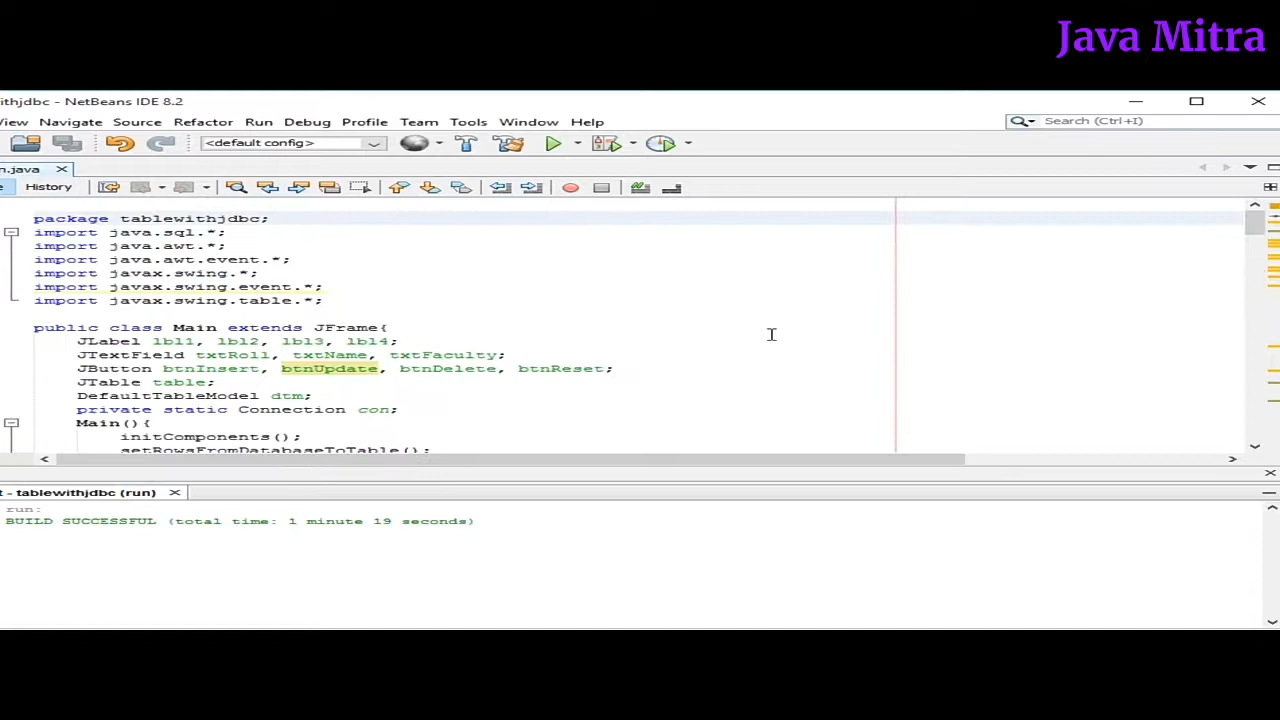 Java Mitra
ithjdbc - NetBeans IDE 8.2
View Navigate Source Refactor Run Debug Profile Team Tools Window Help
Search (Ctrl+I)
<default config>
n.java
History
package tablewithjdbc;
import java.sql.*;
import java.awt.*;
import java.awt.event.*;
import javax.swing.*;
import javax.swing.event.*;
import javax.swing.table.*;
public class Main extends JFrame{
JLabel lbl1, lbl2, lbl3, lbl4;
JTextField txtRoll, txtName, txtFaculty;
JButton btnInsert, btnUpdate, btnDelete, btnReset;
JTable table;
DefaultTableModel dtm;
private static Connection con;
Main(){
initComponents();
setRowsFromDatabaseToTable();
t - tablewithjdbc (run)
run:
BUILD SUCCESSFUL (total time: 1 minute 19 seconds)